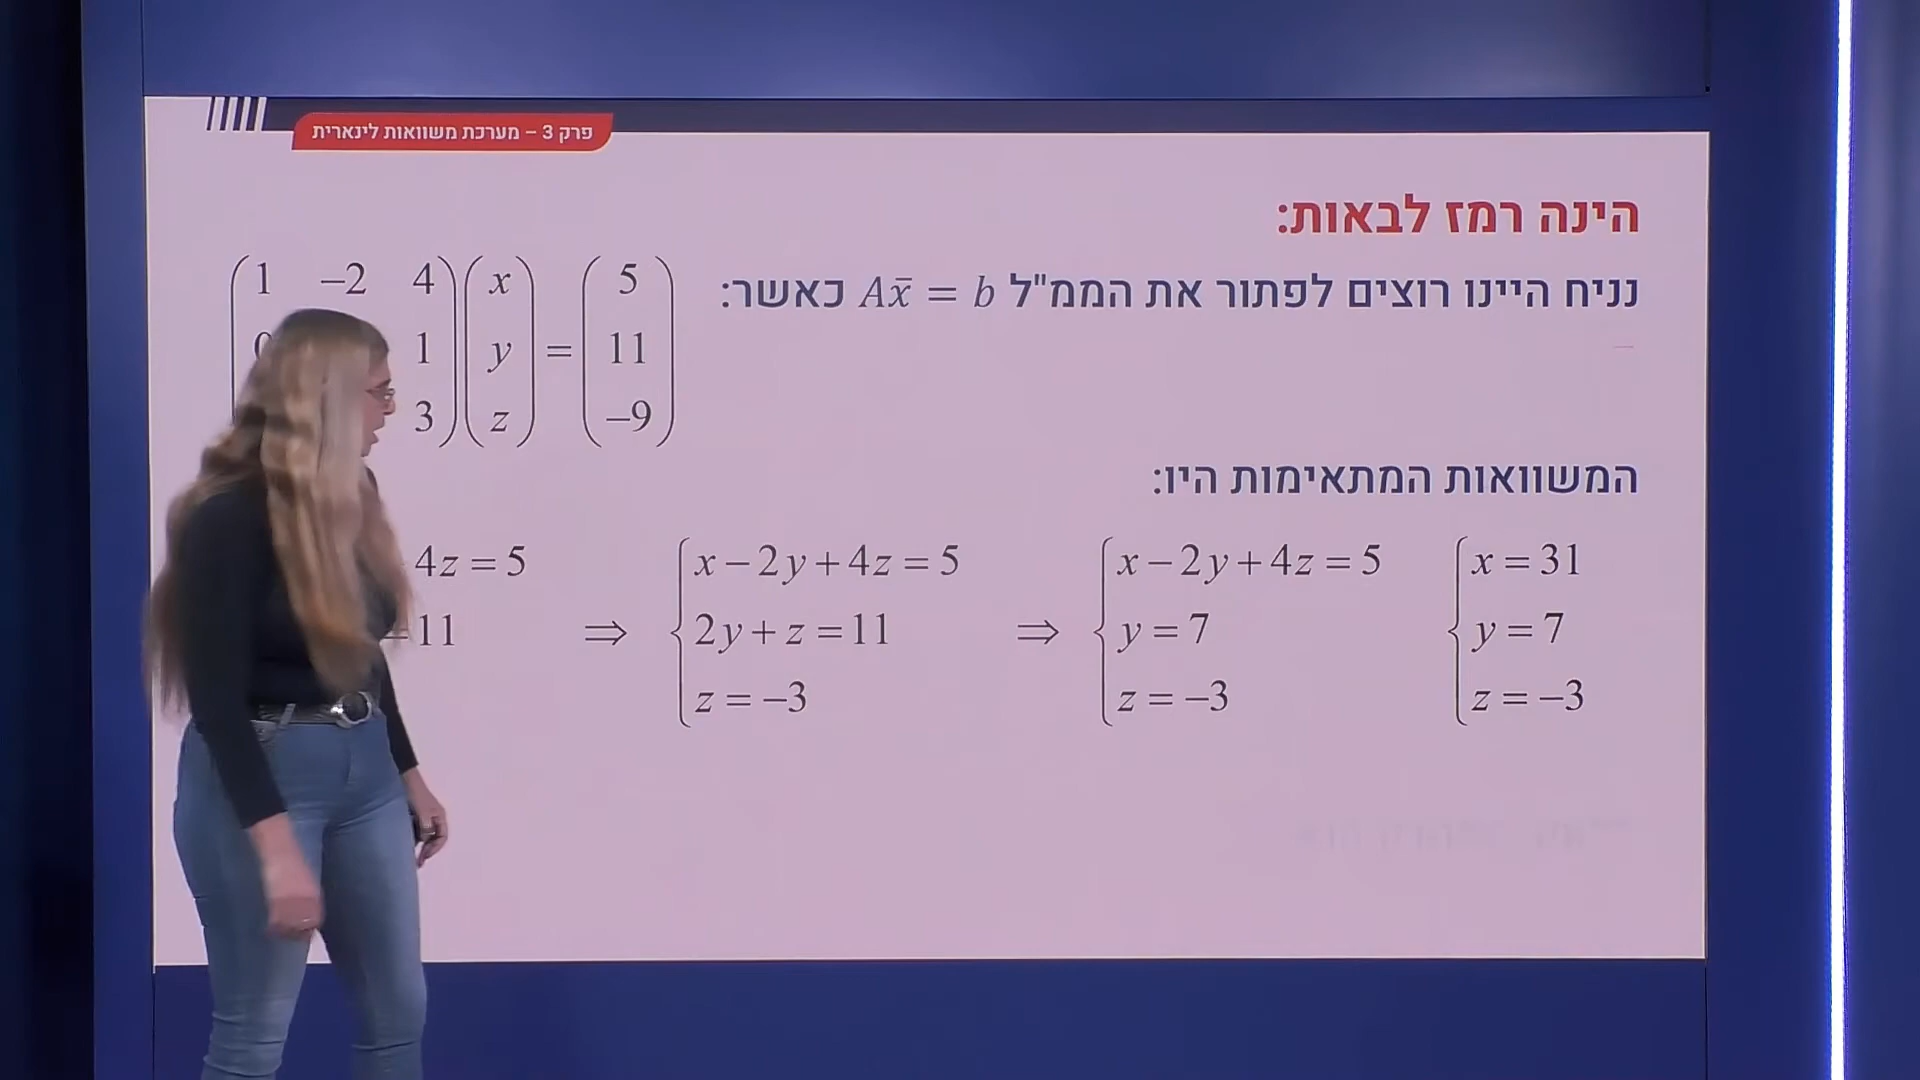 פרק 3 – מערכת משוואות לינארית
הינה רמז לבאות:
נניח היינו רוצים לפתור את הממ"ל Ax̄ = b כאשר:
1 −2 4 x 5
1 y = 11
3 z −9
המשוואות המתאימות היו:
4z = 5 x − 2y + 4z = 5 x − 2y + 4z = 5 x = 31
=11 ⇒ 2y + z = 11 ⇒ y = 7 y = 7
z = −3 z = −3 z = −3